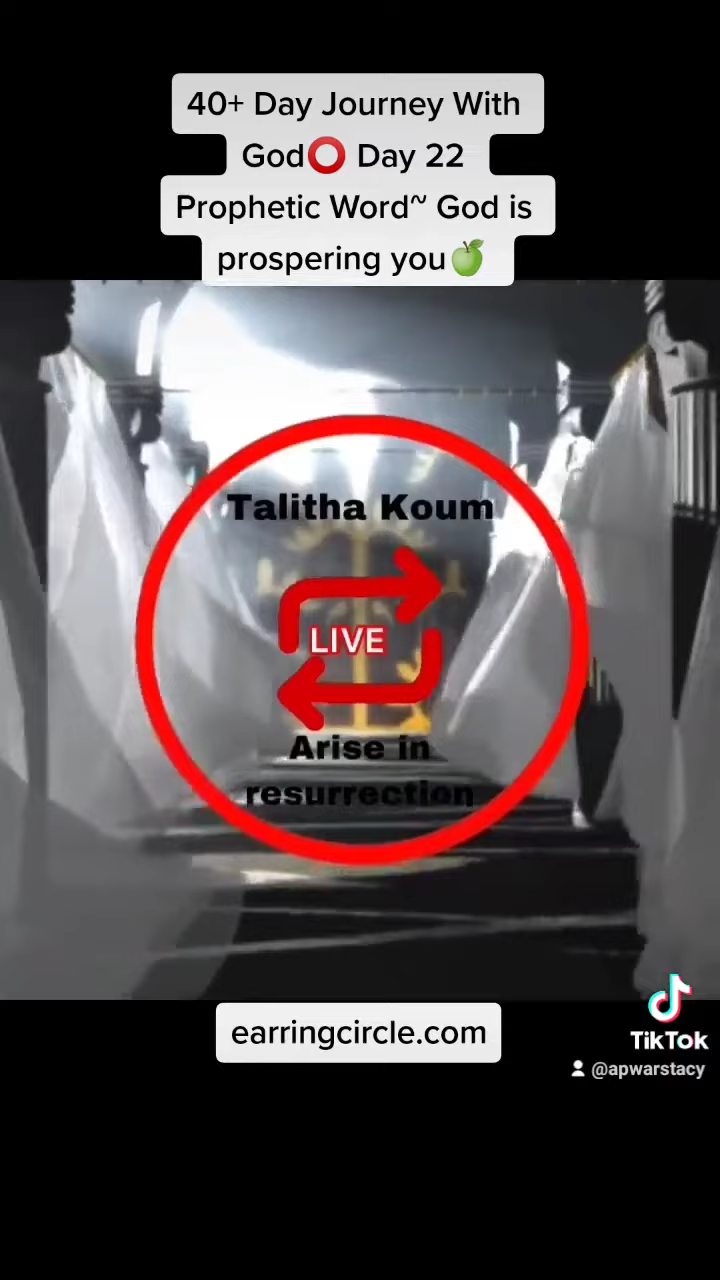 40+ Day Journey With
God⭕ Day 22
Prophetic Word~ God is
prospering you🍏
Talitha Koum
LIVE
Arise in
resurrection
earringcircle.com
TikTok
@apwarstacy